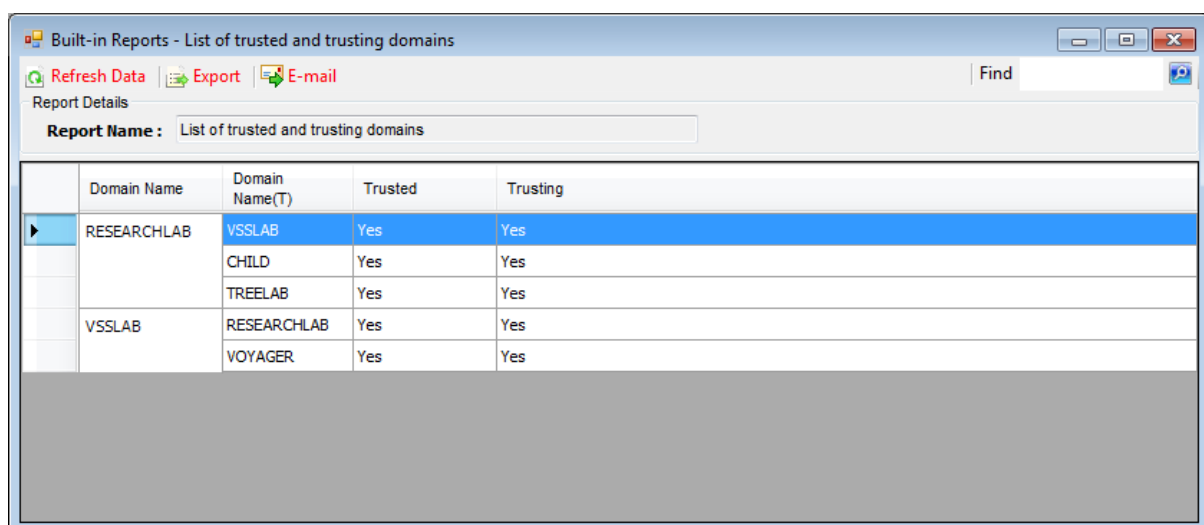 Built-in Reports - List of trusted and trusting domains
Refresh Data Export E-mail Find
Report Details
Report Name : List of trusted and trusting domains
Domain Name Domain Name(T) Trusted Trusting
RESEARCHLAB VSSLAB Yes Yes
CHILD Yes Yes
TREELAB Yes Yes
VSSLAB RESEARCHLAB Yes Yes
VOYAGER Yes Yes